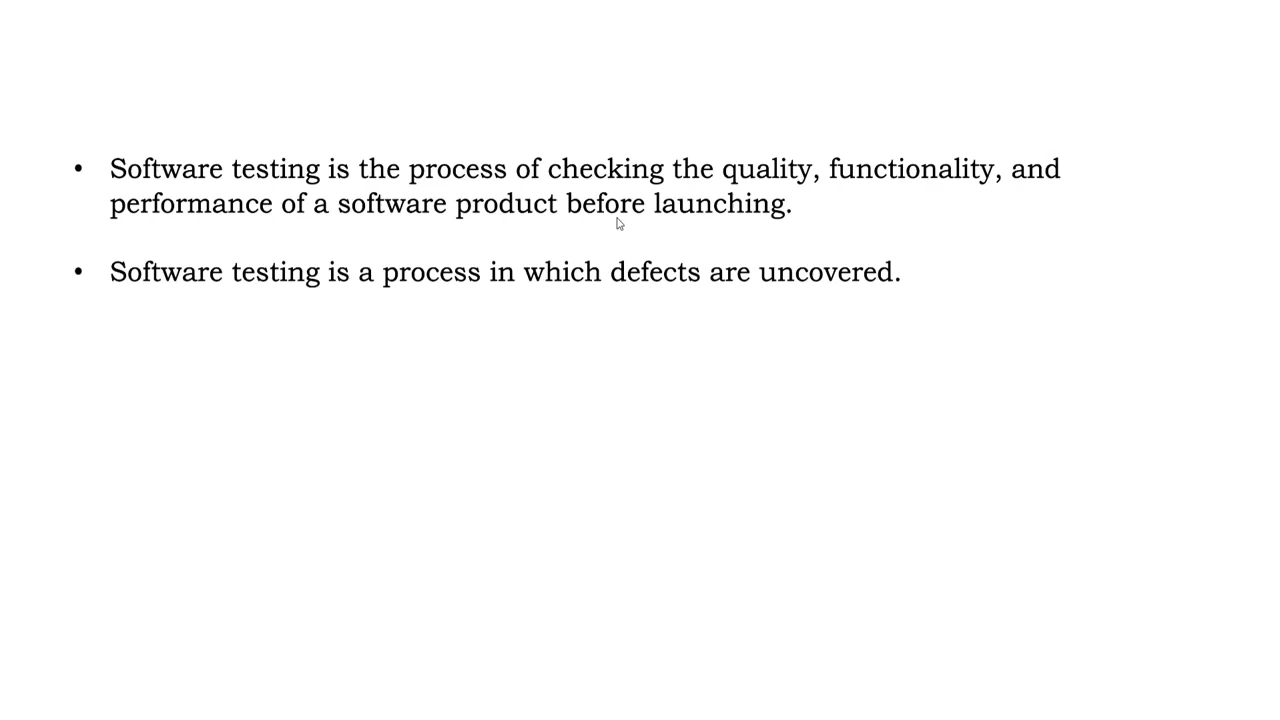 • Software testing is the process of checking the quality, functionality, and
performance of a software product before launching.
• Software testing is a process in which defects are uncovered.